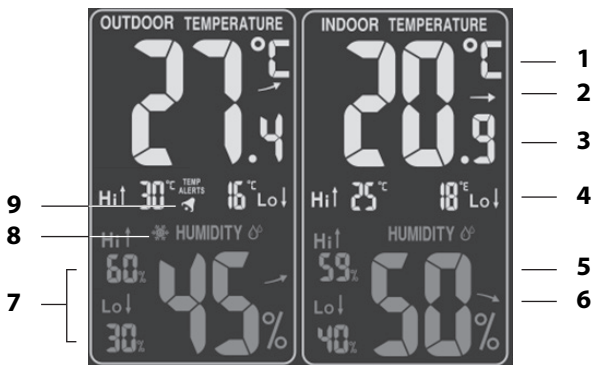 OUTDOOR TEMPERATURE
27.4 °C
Hi↑ 30°C TEMP ALERTS 16°C Lo↓
HUMIDITY
Hi↑
60%
45%
Lo↓
30%
INDOOR TEMPERATURE
20.9 °C
Hi↑ 25°C 18°E Lo↓
HUMIDITY
Hi↑
59%
50%
Lo↓
40%
1
2
3
4
5
6
9
8
7